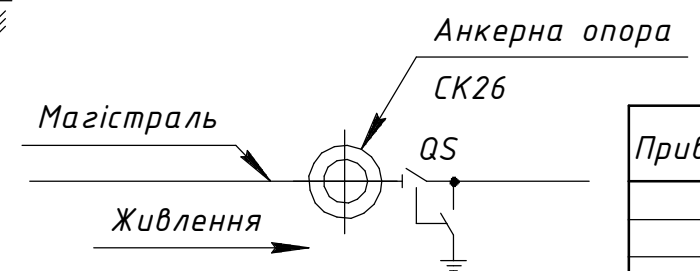 Анкерна опора
СК26
Магістраль
QS
Живлення